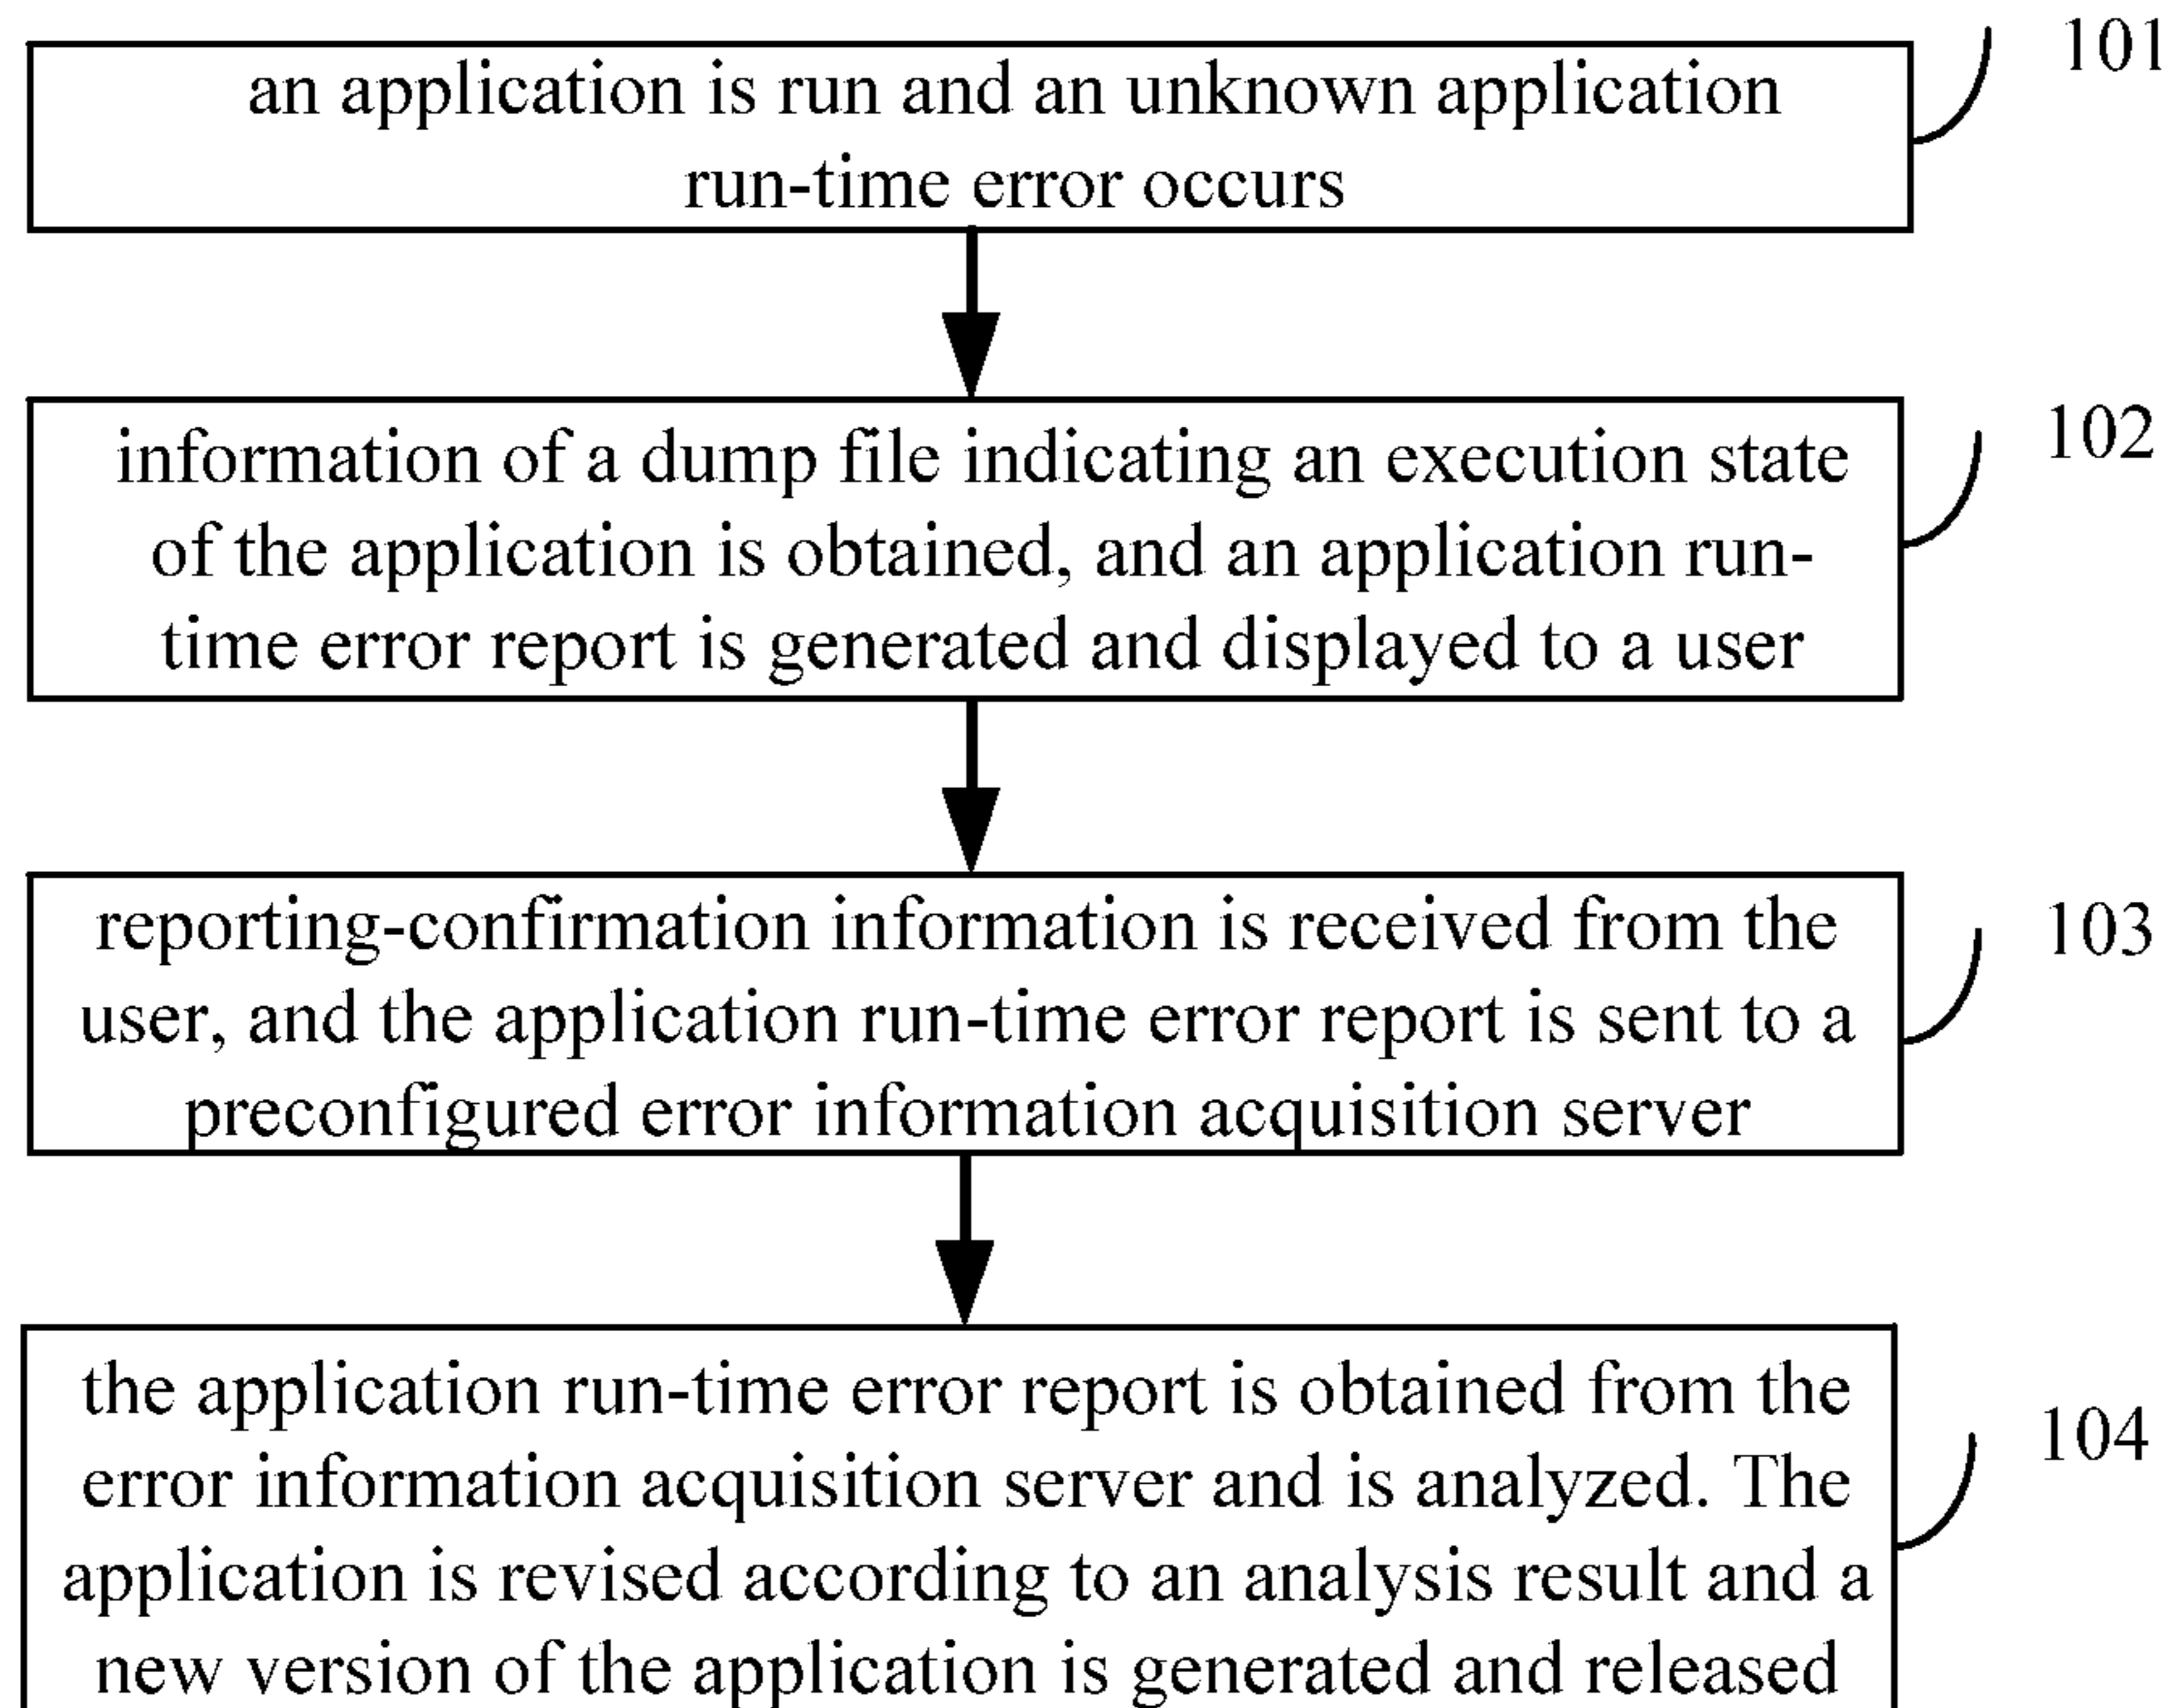 101
an application is run and an unknown application
run-time error occurs
102
information of a dump file indicating an execution state
of the application is obtained, and an application run-
time error report is generated and displayed to a user
103
reporting-confirmation information is received from the
user, and the application run-time error report is sent to a
preconfigured error information acquisition server
104
the application run-time error report is obtained from the
error information acquisition server and is analyzed. The
application is revised according to an analysis result and a
new version of the application is generated and released